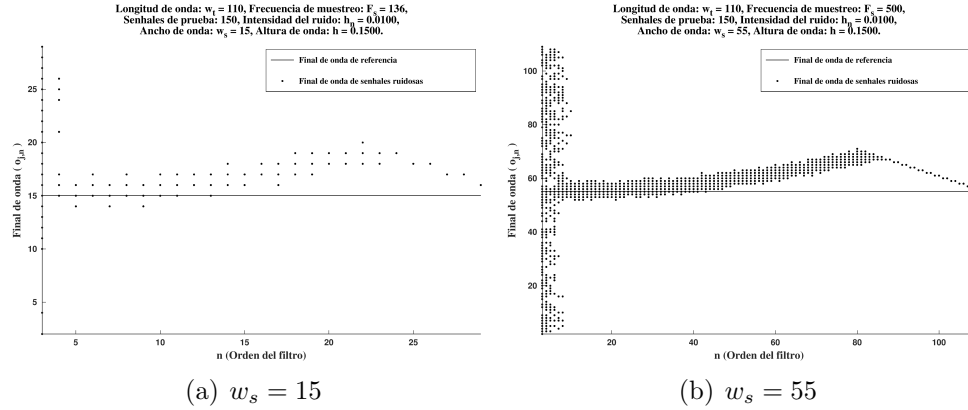 Longitud de onda: w_t = 110, Frecuencia de muestreo: F_s = 136,
Senhales de prueba: 150, Intensidad del ruido: h_n = 0.0100,
Ancho de onda: w_s = 15, Altura de onda: h = 0.1500.
Final de onda de referencia
Final de onda de senhales ruidosas
Final de onda ( o_{j,n} )
25
20
15
10
5
5
10
15
20
25
n (Orden del filtro)
(a) w_s = 15
Longitud de onda: w_t = 110, Frecuencia de muestreo: F_s = 500,
Senhales de prueba: 150, Intensidad del ruido: h_n = 0.0100,
Ancho de onda: w_s = 55, Altura de onda: h = 0.1500.
Final de onda de referencia
Final de onda de senhales ruidosas
Final de onda ( o_{j,n} )
100
80
60
40
20
20
40
60
80
100
n (Orden del filtro)
(b) w_s = 55